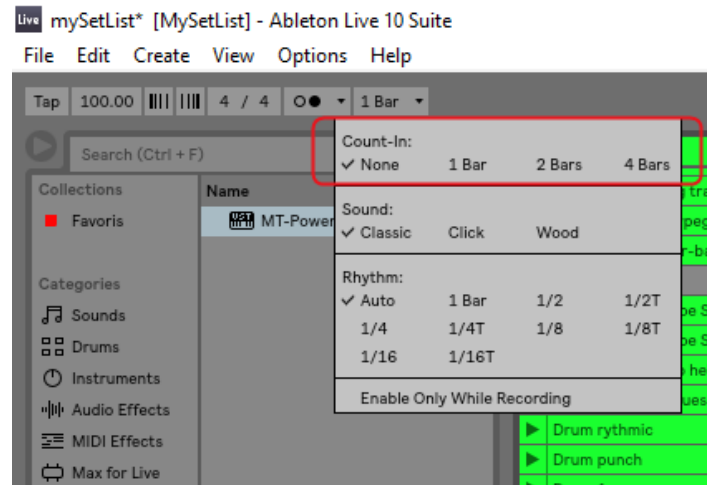 Live mySetList* [MySetList] - Ableton Live 10 Suite
File Edit Create View Options Help
Tap 100.00 4 / 4 1 Bar
Search (Ctrl + F)
Collections
Favoris
Categories
Sounds
Drums
Instruments
Audio Effects
MIDI Effects
Max for Live
Name
VST MT-Power
Count-In:
None 1 Bar 2 Bars 4 Bars
Sound:
Classic Click Wood
Rhythm:
Auto 1 Bar 1/2 1/2T
1/4 1/4T 1/8 1/8T
1/16 1/16T
Enable Only While Recording
Drum rythmic
Drum punch